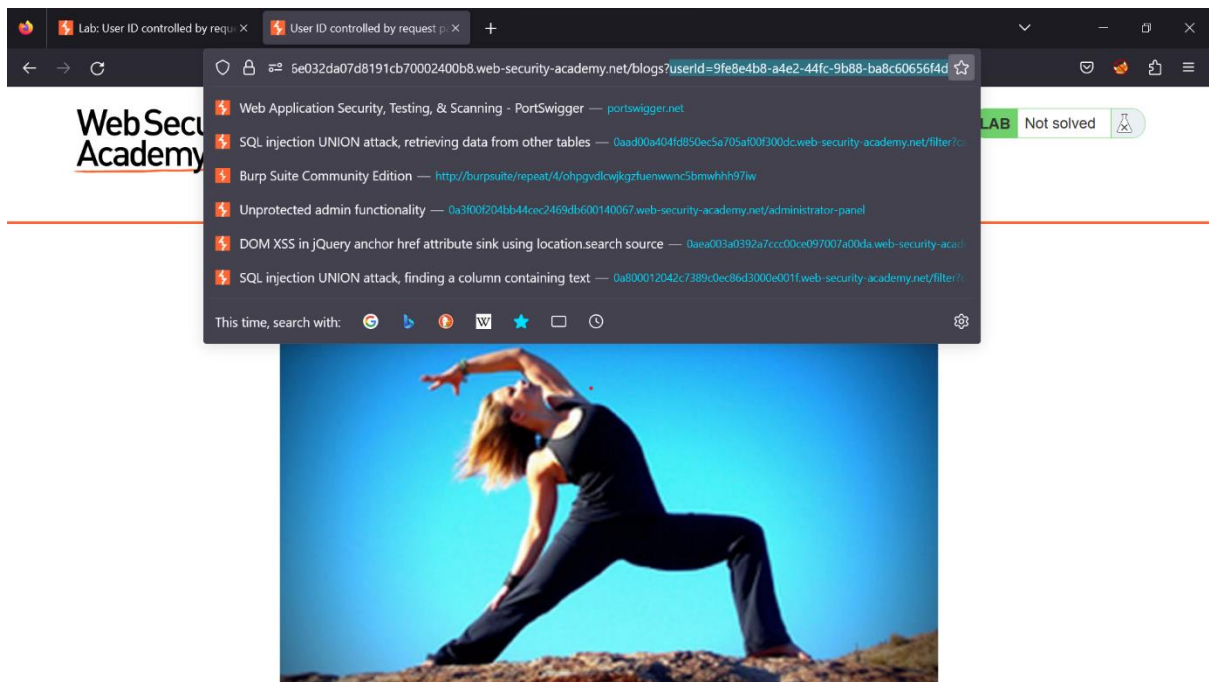 Lab: User ID controlled by reque
User ID controlled by request p
6e032da07d8191cb70002400b8.web-security-academy.net/blogs?userId=9fe8e4b8-a4e2-44fc-9b88-ba8c60656f4d
Web Secu
Academy
LAB Not solved
Web Application Security, Testing, & Scanning - PortSwigger — portswigger.net
SQL injection UNION attack, retrieving data from other tables — 0aad00a404fd850ec5a705af00f300dc.web-security-academy.net/filter?c
Burp Suite Community Edition — http://burpsuite/repeat/4/ohpgvdlcwjkgzfuenwwnc5bmwhhh97iw
Unprotected admin functionality — 0a3f00f204bb44cec2469db600140067.web-security-academy.net/administrator-panel
DOM XSS in jQuery anchor href attribute sink using location.search source — 0aea003a0392a7ccc00ce097007a00da.web-security-acad
SQL injection UNION attack, finding a column containing text — 0a800012042c7389c0ec86d3000e001f.web-security-academy.net/filter?c
This time, search with: